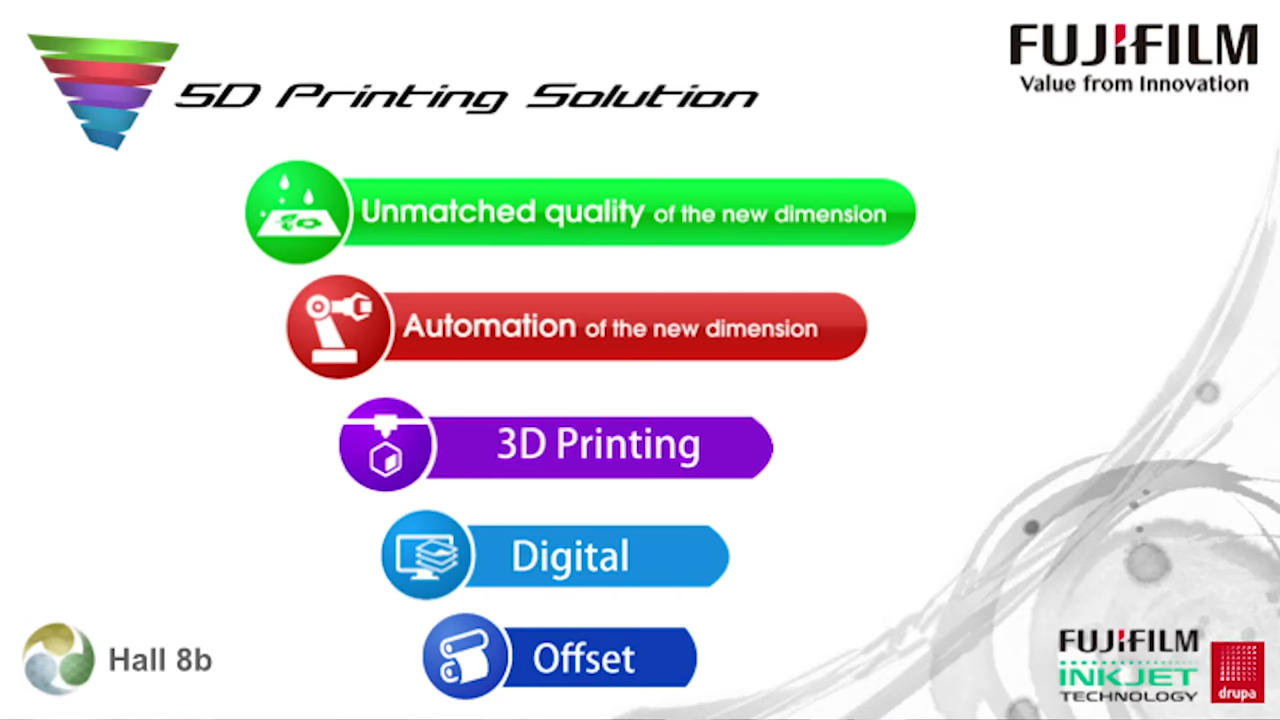 FUJIFILM
Value from Innovation
5D Printing Solution
Unmatched quality of the new dimension
Automation of the new dimension
3D Printing
Digital
Offset
Hall 8b
FUJIFILM
INKJET
TECHNOLOGY
drupa